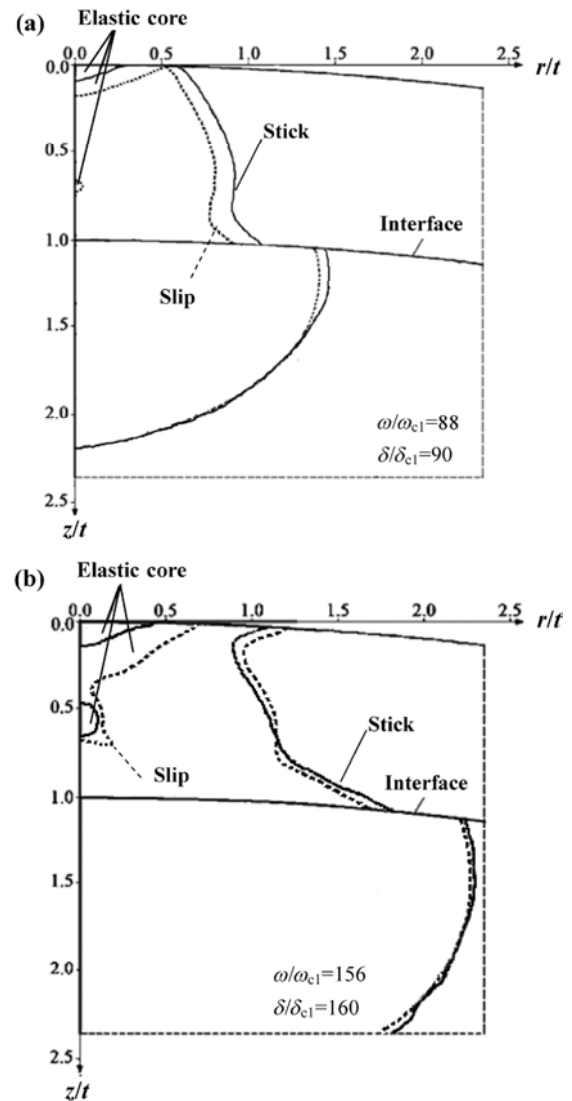 (a)
Elastic core
0.0 0.5 1.0 1.5 2.0 2.5
r/t
0.0
Stick
0.5
Interface
1.0
Slip
1.5
2.0
ω/ωc1=88
δ/δc1=90
2.5
z/t
(b)
Elastic core
0.0 0.5 1.0 1.5 2.0 2.5
r/t
0.0
0.5
Stick
Slip
Interface
1.0
1.5
2.0
ω/ωc1=156
δ/δc1=160
2.5
z/t